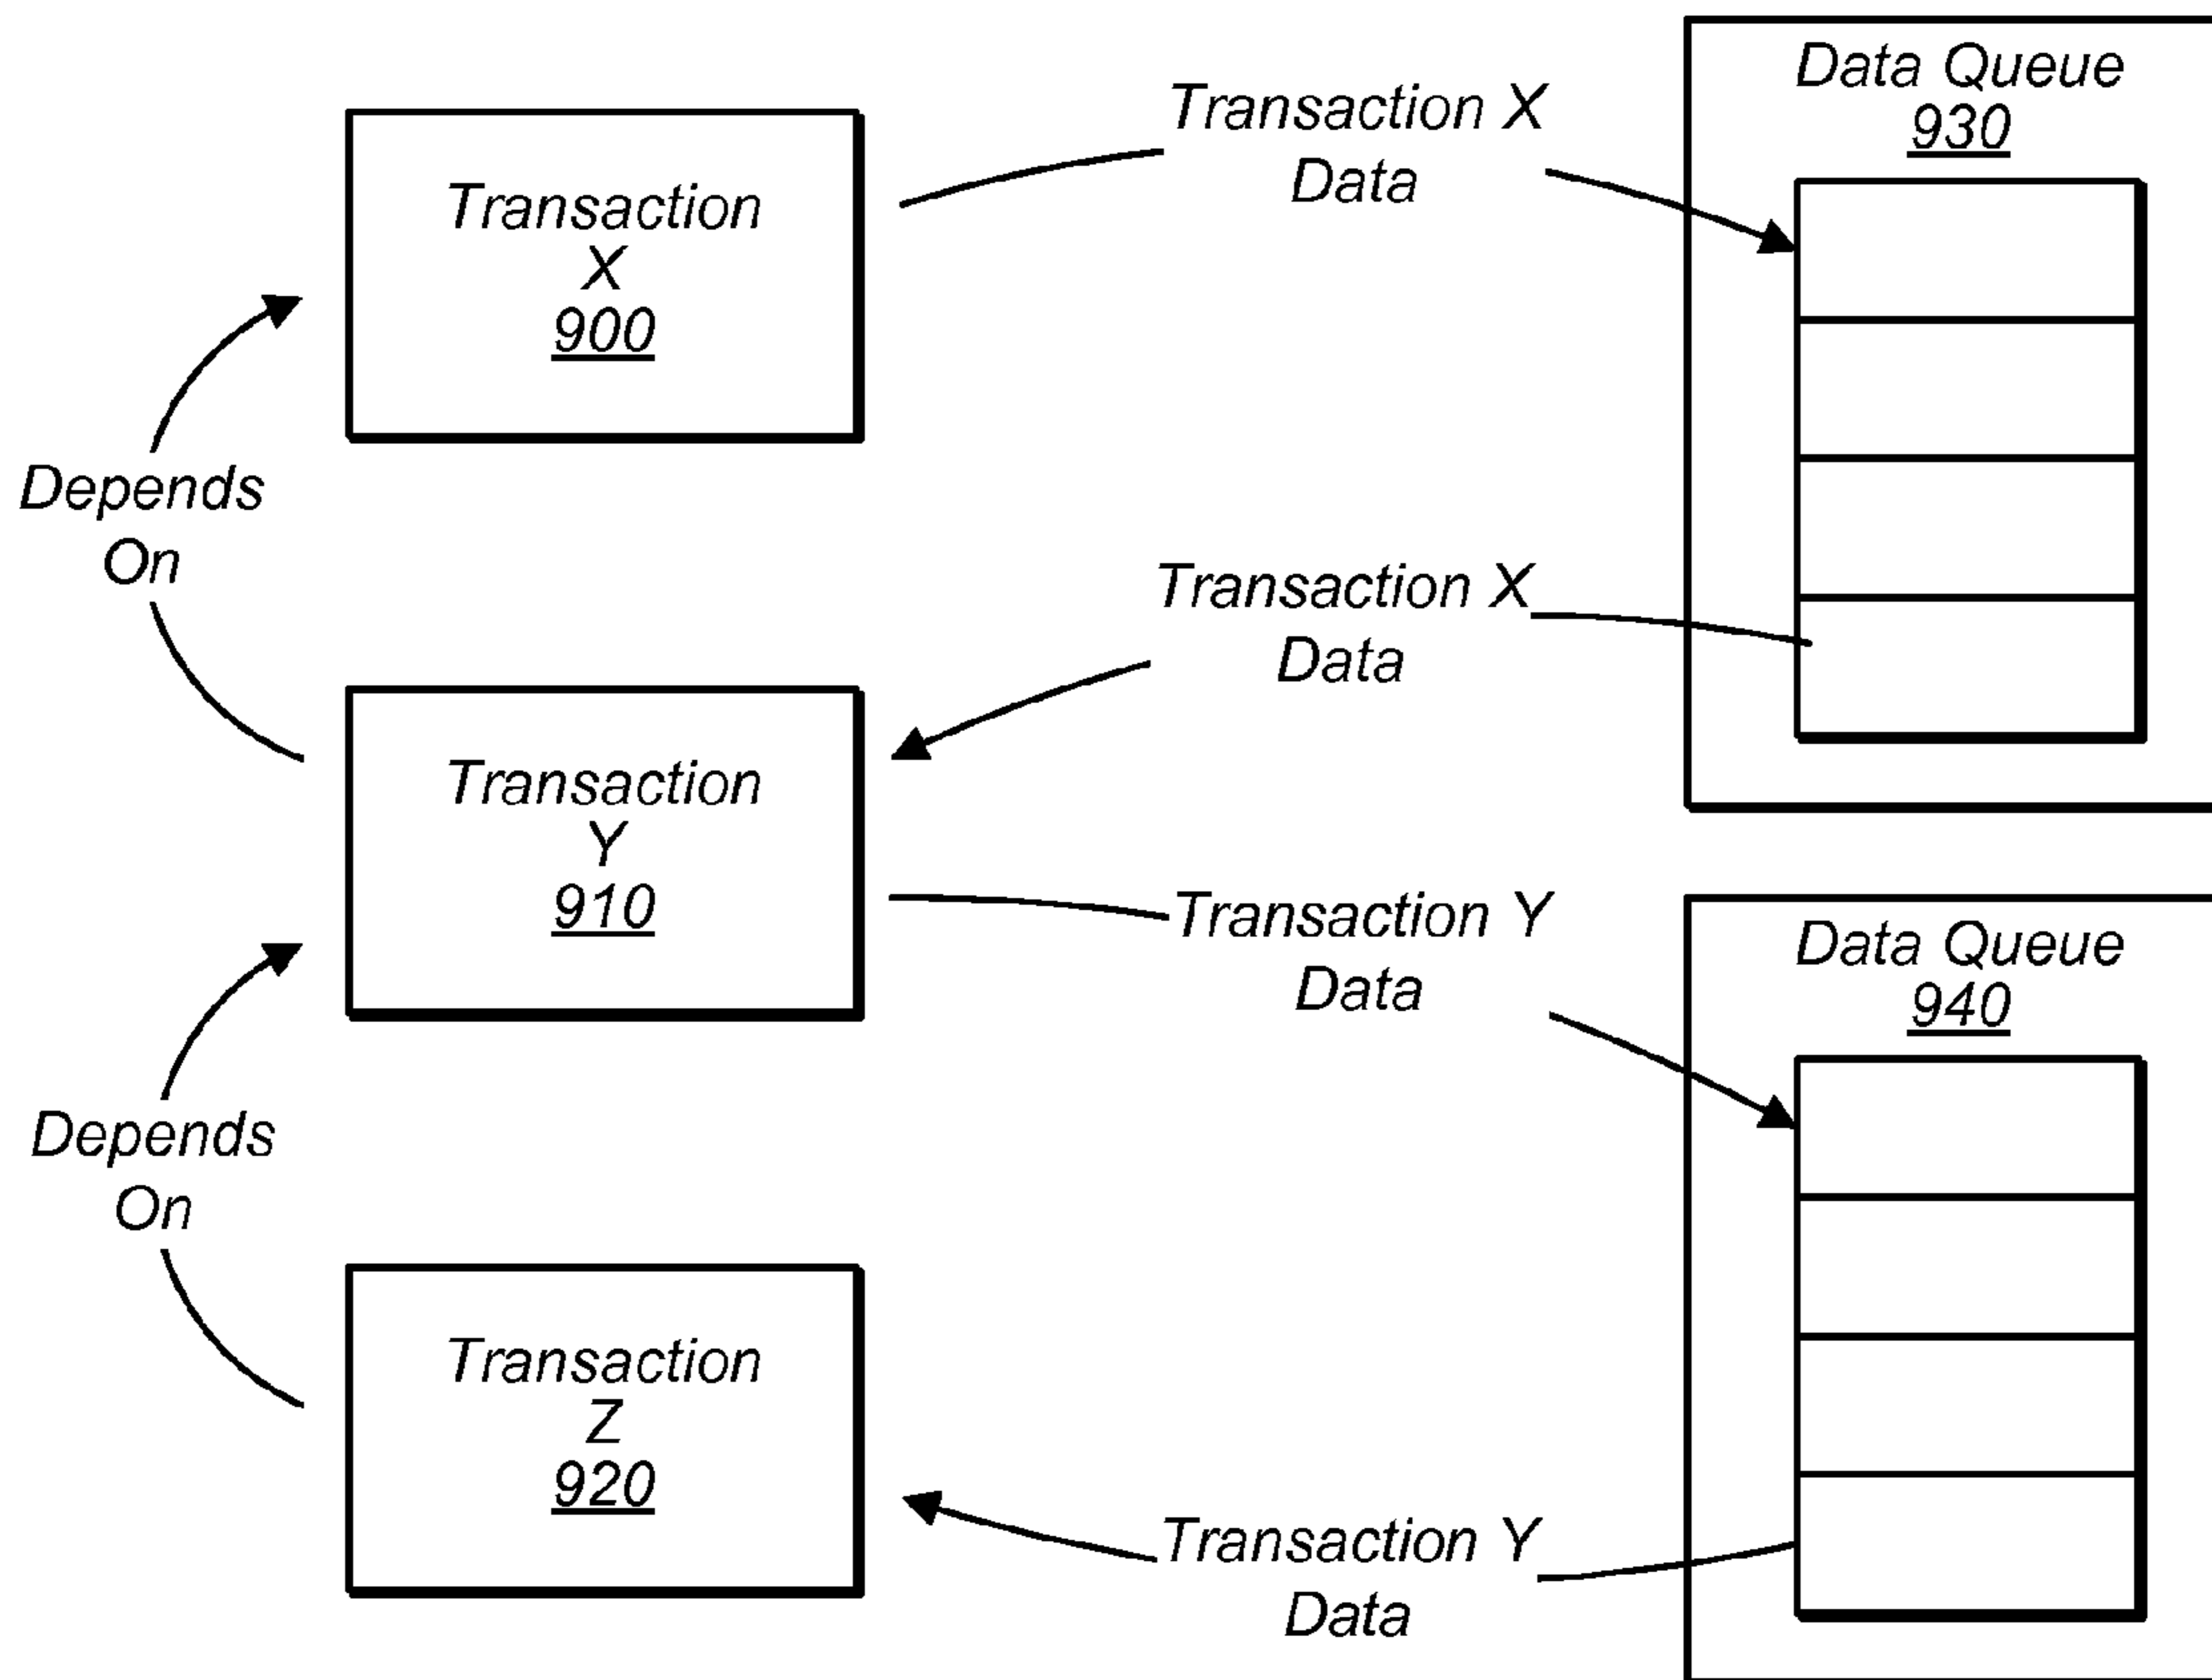 Transaction
X
900
Transaction X
Data
Data Queue
930
Depends
On
Transaction X
Data
Transaction
Y
910
Transaction Y
Data
Data Queue
940
Depends
On
Transaction
Z
920
Transaction Y
Data